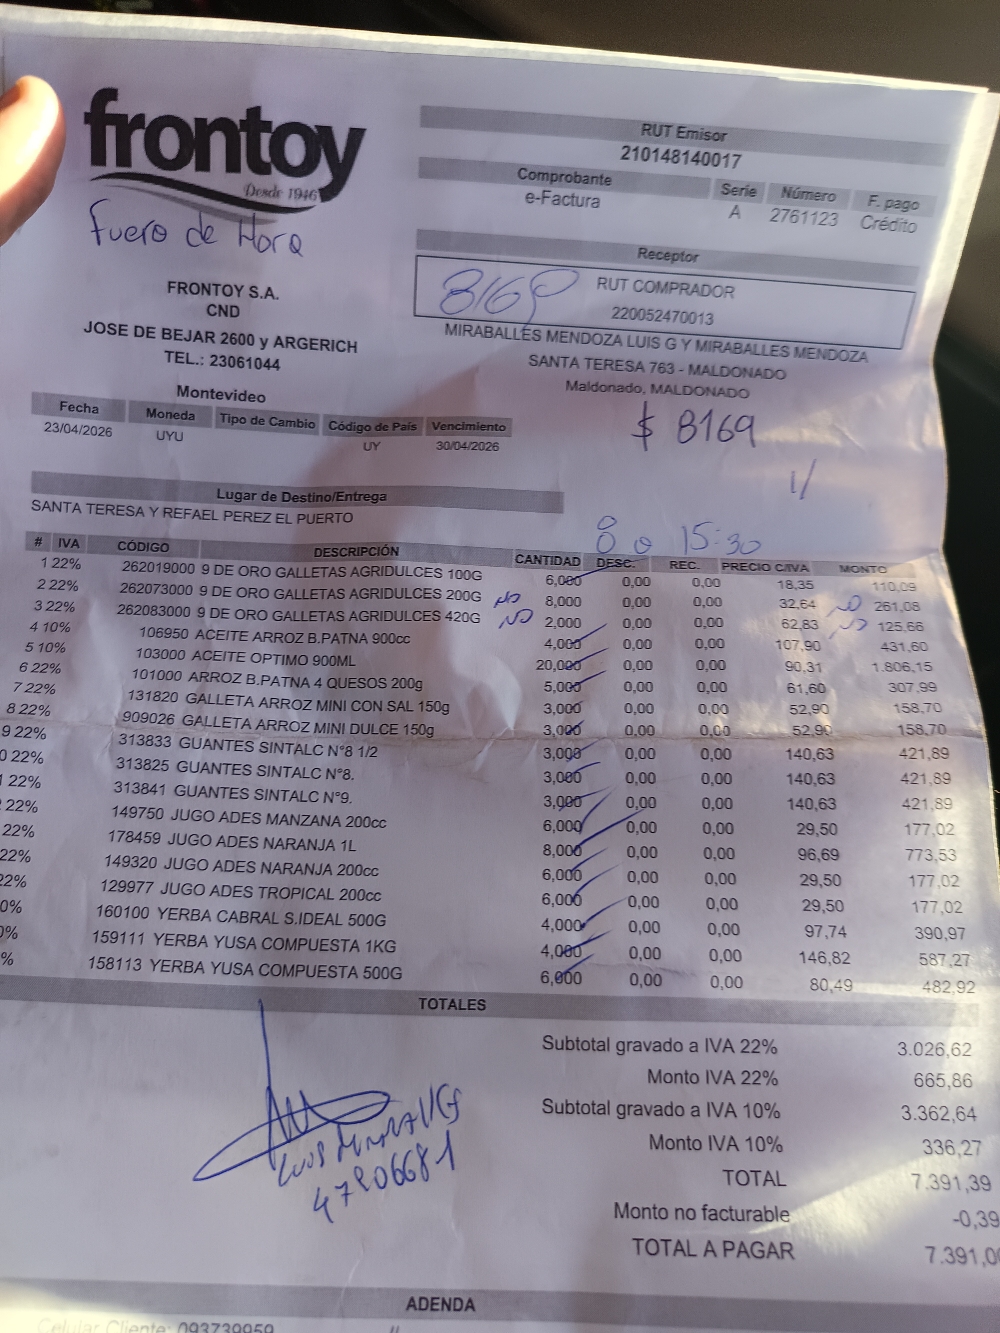 frontoy
Desde 1946
Fuera de Hora
FRONTOY S.A.
CND
JOSE DE BEJAR 2600 y ARGERICH
TEL.: 23061044
Montevideo
RUT Emisor
210148140017
Comprobante Serie Número F. pago
e-Factura A 2761123 Crédito
Receptor
8169 RUT COMPRADOR
220052470013
MIRABALLES MENDOZA LUIS G Y MIRABALLES MENDOZA
SANTA TERESA 763 - MALDONADO
Maldonado, MALDONADO
$ 8169
Fecha Moneda Tipo de Cambio Código de País Vencimiento
23/04/2026 UYU UY 30/04/2026
1/
Lugar de Destino/Entrega
SANTA TERESA Y REFAEL PEREZ EL PUERTO
8 a 15:30
# IVA CÓDIGO DESCRIPCIÓN CANTIDAD DESC. REC. PRECIO C/IVA MONTO
1 22% 262019000 9 DE ORO GALLETAS AGRIDULCES 100G 6,000 0,00 0,00 18,35 110,09
2 22% 262073000 9 DE ORO GALLETAS AGRIDULCES 200G NO 8,000 0,00 0,00 32,64 NO 261,08
3 22% 262083000 9 DE ORO GALLETAS AGRIDULCES 420G NO 2,000 0,00 0,00 62,83 NO 125,66
4 10% 106950 ACEITE ARROZ B.PATNA 900cc 4,000 0,00 0,00 107,90 431,60
5 10% 103000 ACEITE OPTIMO 900ML 20,000 0,00 0,00 90,31 1.806,15
6 22% 101000 ARROZ B.PATNA 4 QUESOS 200g 5,000 0,00 0,00 61,60 307,99
7 22% 131820 GALLETA ARROZ MINI CON SAL 150g 3,000 0,00 0,00 52,90 158,70
8 22% 909026 GALLETA ARROZ MINI DULCE 150g 3,000 0,00 0,00 52,90 158,70
9 22% 313833 GUANTES SINTALC N°8 1/2 3,000 0,00 0,00 140,63 421,89
0 22% 313825 GUANTES SINTALC N°8. 3,000 0,00 0,00 140,63 421,89
1 22% 313841 GUANTES SINTALC N°9. 3,000 0,00 0,00 140,63 421,89
2 22% 149750 JUGO ADES MANZANA 200cc 6,000 0,00 0,00 29,50 177,02
22% 178459 JUGO ADES NARANJA 1L 8,000 0,00 0,00 96,69 773,53
22% 149320 JUGO ADES NARANJA 200cc 6,000 0,00 0,00 29,50 177,02
22% 129977 JUGO ADES TROPICAL 200cc 6,000 0,00 0,00 29,50 177,02
0% 160100 YERBA CABRAL S.IDEAL 500G 4,000 0,00 0,00 97,74 390,97
0% 159111 YERBA YUSA COMPUESTA 1KG 4,000 0,00 0,00 146,82 587,27
% 158113 YERBA YUSA COMPUESTA 500G 6,000 0,00 0,00 80,49 482,92
TOTALES
Subtotal gravado a IVA 22% 3.026,62
Monto IVA 22% 665,86
Subtotal gravado a IVA 10% 3.362,64
Monto IVA 10% 336,27
TOTAL 7.391,39
Monto no facturable -0,39
TOTAL A PAGAR 7.391,0
Luis
47806681
ADENDA
Celular Cliente: 093739959